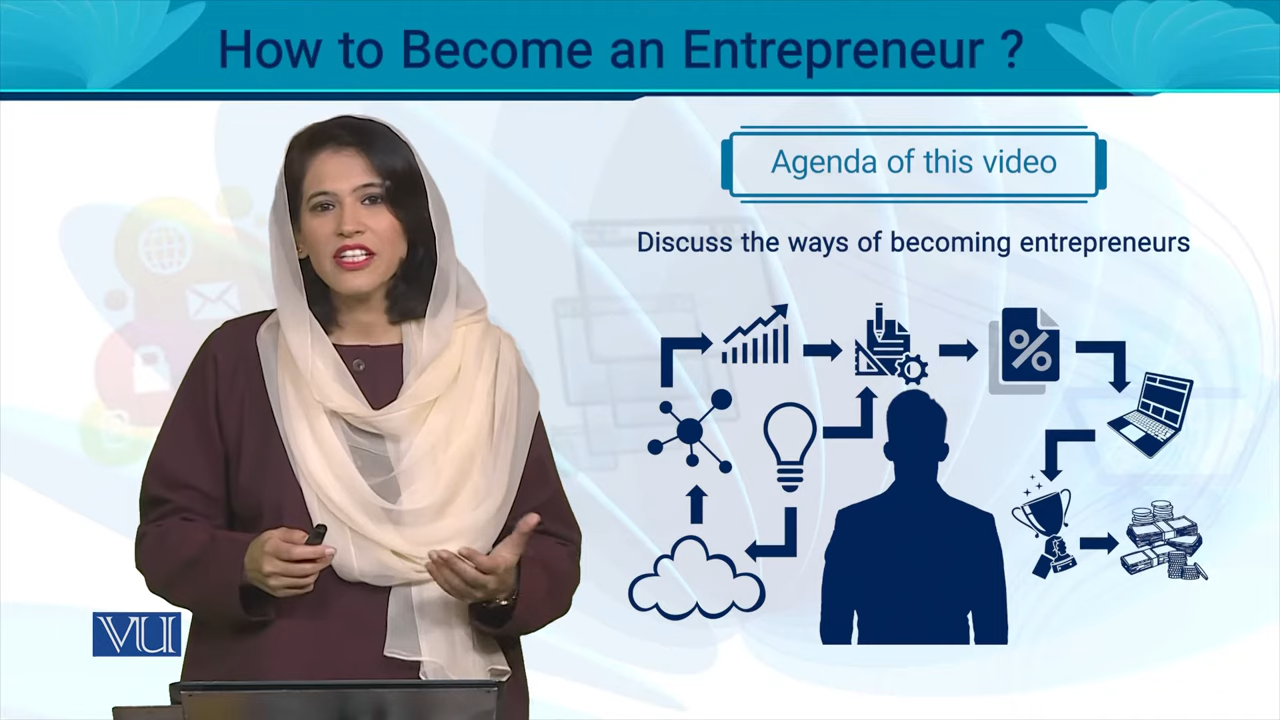 How to Become an Entrepreneur ?
Agenda of this video
Discuss the ways of becoming entrepreneurs
%
VU